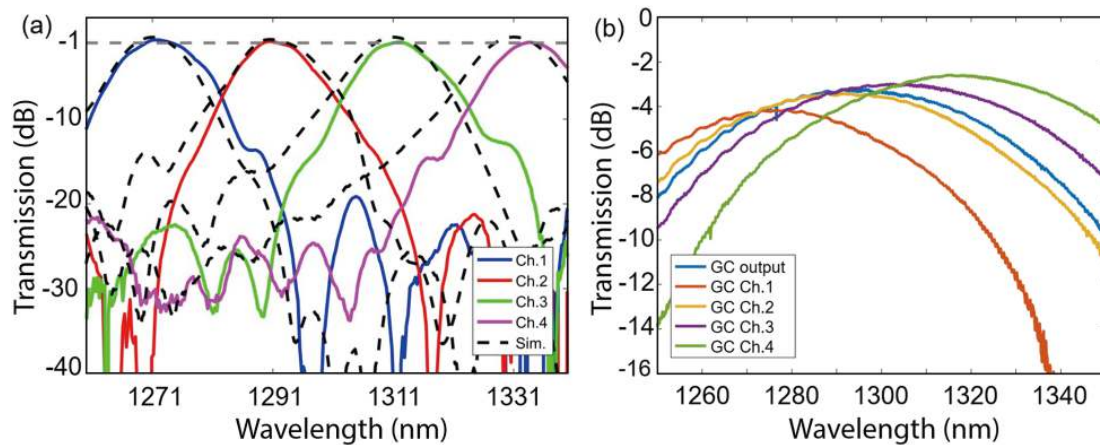 (a)
Transmission (dB)
-1
-10
-20
-30
-40
Ch.1
Ch.2
Ch.3
Ch.4
Sim.
1271
1291
1311
1331
Wavelength (nm)
(b)
Transmission (dB)
0
-2
-4
-6
-8
-10
-12
-14
-16
GC output
GC Ch.1
GC Ch.2
GC Ch.3
GC Ch.4
1260
1280
1300
1320
1340
Wavelength (nm)